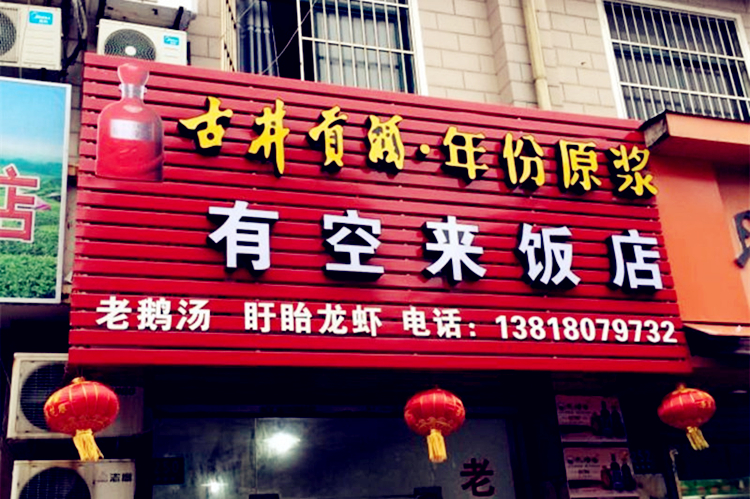 古井贡酒·年份原浆
有空来饭店
老鹅汤 盱眙龙虾 电话：13818079732
店
老